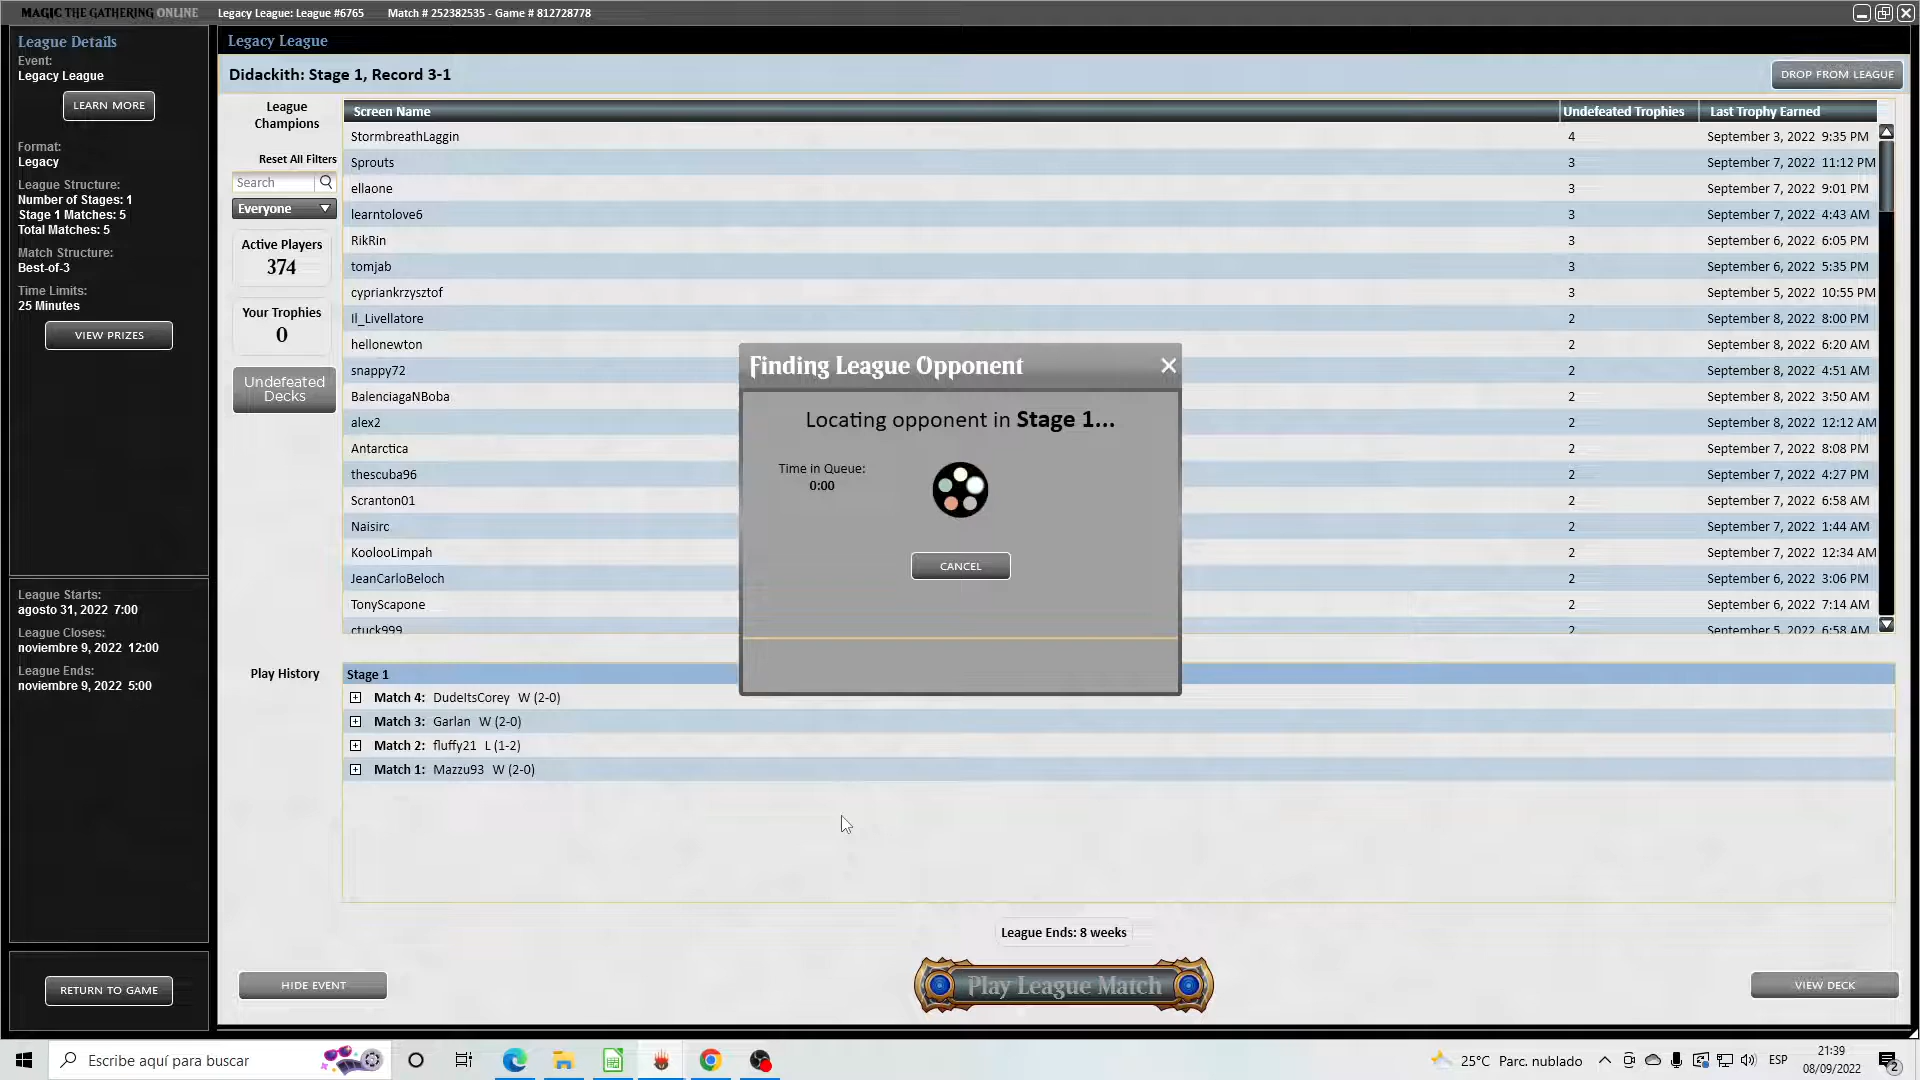 MAGIC THE GATHERING ONLINE
Legacy League: League #6765
Match # 252382535 - Game # 812728778
League Details
Event:
Legacy League
LEARN MORE
Format:
Legacy
League Structure:
Number of Stages: 1
Stage 1 Matches: 5
Total Matches: 5
Match Structure:
Best-of-3
Time Limits:
25 Minutes
VIEW PRIZES
League Starts:
agosto 31, 2022 7:00
League Closes:
noviembre 9, 2022 12:00
League Ends:
noviembre 9, 2022 5:00
RETURN TO GAME
Legacy League
Didackith: Stage 1, Record 3-1
DROP FROM LEAGUE
League
Champions
Reset All Filters
Search
Everyone
Active Players
374
Your Trophies
0
Undefeated
Decks
Screen Name Undefeated Trophies Last Trophy Earned
StormbreathLaggin 4 September 3, 2022 9:35 PM
Sprouts 3 September 7, 2022 11:12 PM
ellaone 3 September 7, 2022 9:01 PM
learntolove6 3 September 7, 2022 4:43 AM
RikRin 3 September 6, 2022 6:05 PM
tomjab 3 September 6, 2022 5:35 PM
cypriankrzysztof 3 September 5, 2022 10:55 PM
Il_Livellatore 2 September 8, 2022 8:00 PM
hellonewton 2 September 8, 2022 6:20 AM
snappy72 2 September 8, 2022 4:51 AM
BalenciagaNBoba 2 September 8, 2022 3:50 AM
alex2 2 September 8, 2022 12:12 AM
Antarctica 2 September 7, 2022 8:08 PM
thescuba96 2 September 7, 2022 4:27 PM
Scranton01 2 September 7, 2022 6:58 AM
Naisirc 2 September 7, 2022 1:44 AM
KoolooLimpah 2 September 7, 2022 12:34 AM
JeanCarloBeloch 2 September 6, 2022 3:06 PM
TonyScapone 2 September 6, 2022 7:14 AM
ctuck999 2 September 5, 2022 6:58 AM
Finding League Opponent
Locating opponent in Stage 1...
Time in Queue:
0:00
CANCEL
Play History
Stage 1
Match 4: DudeItsCorey W (2-0)
Match 3: Garlan W (2-0)
Match 2: fluffy21 L (1-2)
Match 1: Mazzu93 W (2-0)
League Ends: 8 weeks
HIDE EVENT
Play League Match
VIEW DECK
Escribe aquí para buscar
25°C Parc. nublado
ESP
21:39
08/09/2022
2